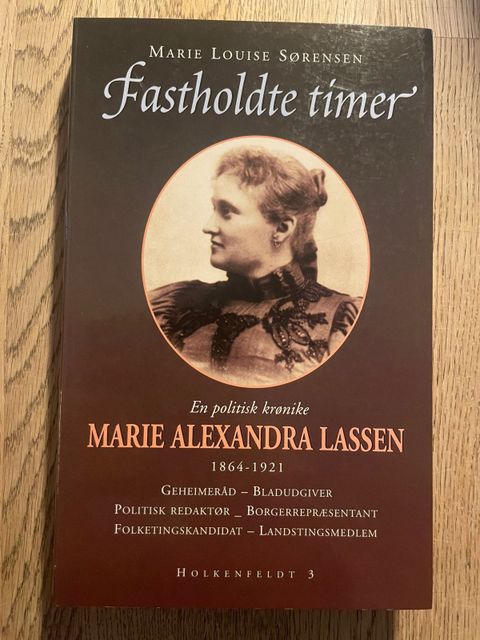 MARIE LOUISE SØRENSEN
Fastholdte timer
En politisk krønike
MARIE ALEXANDRA LASSEN
1864-1921
GEHEIMERÅD – BLADUDGIVER
POLITISK REDAKTØR _ BORGERREPRÆSENTANT
FOLKETINGSKANDIDAT – LANDSTINGSMEDLEM
HOLKENFELDT 3